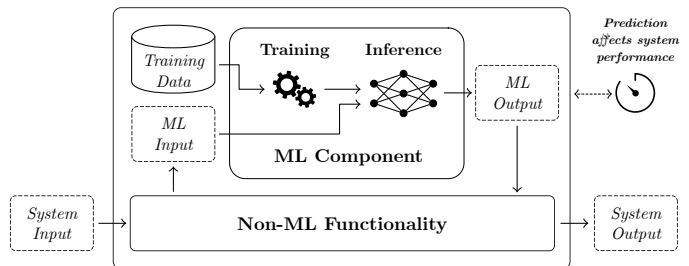 Prediction
affects system
performance
Training
Data
Training
Inference
ML
Output
ML
Input
ML Component
System
Input
Non-ML Functionality
System
Output